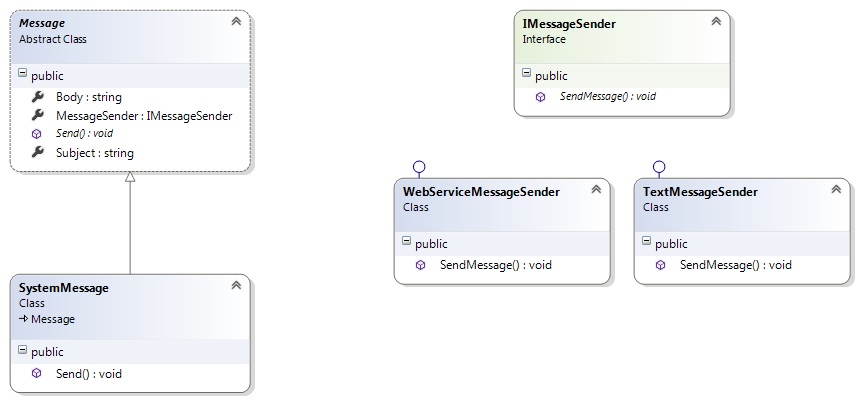 Message
Abstract Class
public
Body : string
MessageSender : IMessageSender
Send() : void
Subject : string
IMessageSender
Interface
public
SendMessage() : void
WebServiceMessageSender
Class
public
SendMessage() : void
TextMessageSender
Class
public
SendMessage() : void
SystemMessage
Class
Message
public
Send() : void